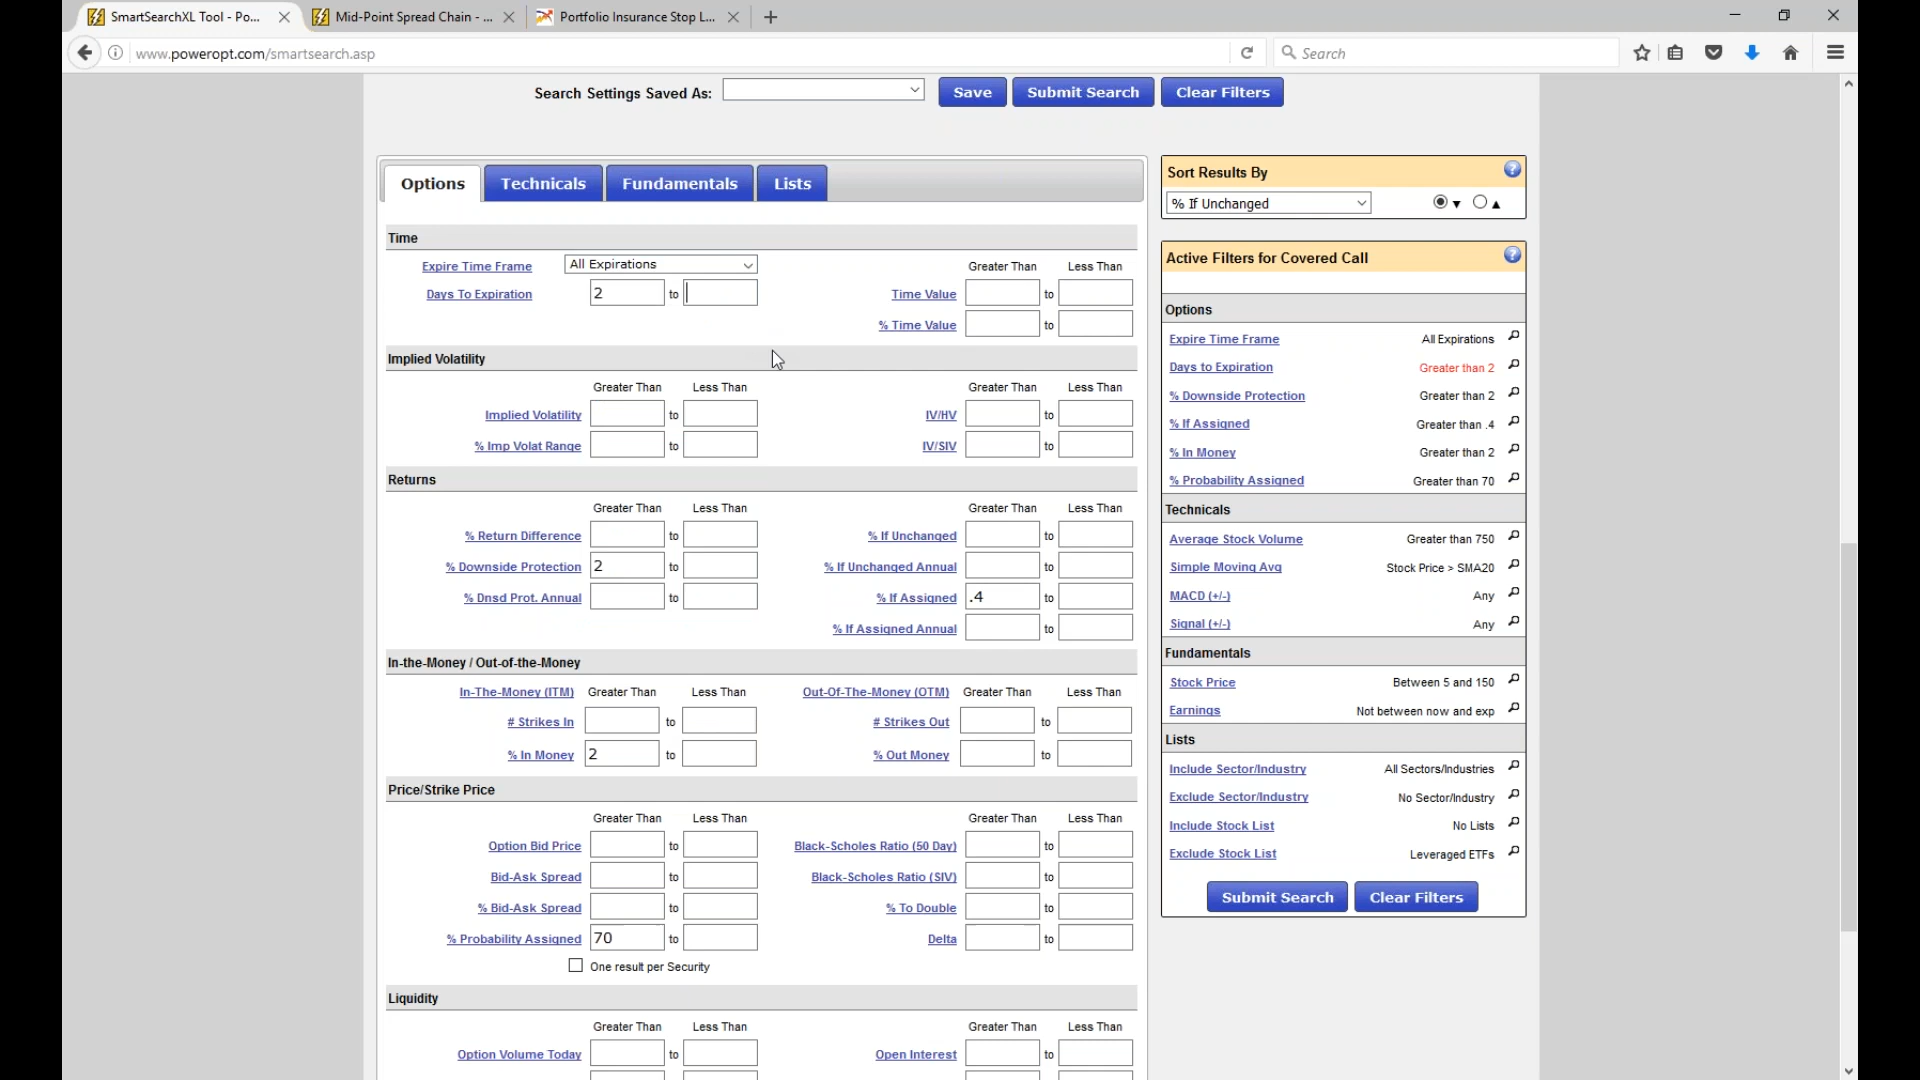 SmartSearchXL Tool - Po...
Mid-Point Spread Chain - ...
Portfolio Insurance Stop L...
www.poweropt.com/smartsearch.asp
Search
Search Settings Saved As:
Save
Submit Search
Clear Filters
Options
Technicals
Fundamentals
Lists
Time
Expire Time Frame
All Expirations
Greater Than
Less Than
Days To Expiration
2
to
Time Value
to
% Time Value
to
Implied Volatility
Greater Than
Less Than
Greater Than
Less Than
Implied Volatility
to
IV/HV
to
% Imp Volat Range
to
IV/SIV
to
Returns
Greater Than
Less Than
Greater Than
Less Than
% Return Difference
to
% If Unchanged
to
% Downside Protection
2
to
% If Unchanged Annual
to
% Dnsd Prot. Annual
to
% If Assigned
.4
to
% If Assigned Annual
to
In-the-Money / Out-of-the-Money
In-The-Money (ITM)
Greater Than
Less Than
Out-Of-The-Money (OTM)
Greater Than
Less Than
# Strikes In
to
# Strikes Out
to
% In Money
2
to
% Out Money
to
Price/Strike Price
Greater Than
Less Than
Greater Than
Less Than
Option Bid Price
to
Black-Scholes Ratio (50 Day)
to
Bid-Ask Spread
to
Black-Scholes Ratio (SIV)
to
% Bid-Ask Spread
to
% To Double
to
% Probability Assigned
70
to
Delta
to
One result per Security
Liquidity
Greater Than
Less Than
Greater Than
Less Than
Option Volume Today
to
Open Interest
to
Sort Results By
?
% If Unchanged
Active Filters for Covered Call
?
Options
Expire Time Frame
All Expirations
Days to Expiration
Greater than 2
% Downside Protection
Greater than 2
% If Assigned
Greater than .4
% In Money
Greater than 2
% Probability Assigned
Greater than 70
Technicals
Average Stock Volume
Greater than 750
Simple Moving Avg
Stock Price > SMA20
MACD (+/-)
Any
Signal (+/-)
Any
Fundamentals
Stock Price
Between 5 and 150
Earnings
Not between now and exp
Lists
Include Sector/Industry
All Sectors/Industries
Exclude Sector/Industry
No Sector/Industry
Include Stock List
No Lists
Exclude Stock List
Leveraged ETFs
Submit Search
Clear Filters